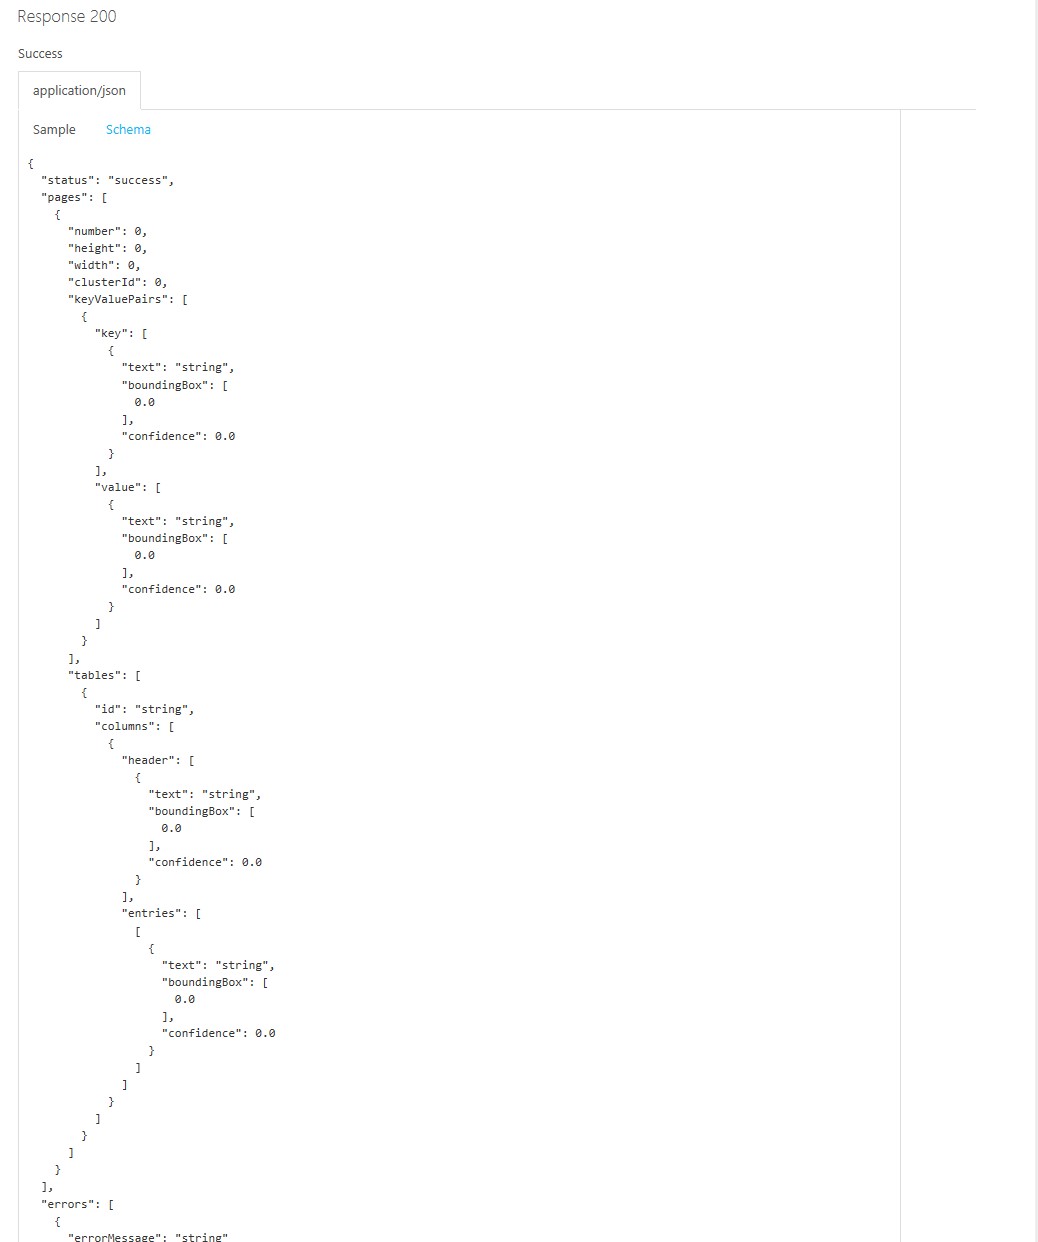 Response 200
Success
application/json
Sample Schema
{
  "status": "success",
  "pages": [
    {
      "number": 0,
      "height": 0,
      "width": 0,
      "clusterId": 0,
      "keyValuePairs": [
        {
          "key": [
            {
              "text": "string",
              "boundingBox": [
                0.0
              ],
              "confidence": 0.0
            }
          ],
          "value": [
            {
              "text": "string",
              "boundingBox": [
                0.0
              ],
              "confidence": 0.0
            }
          ]
        }
      ],
      "tables": [
        {
          "id": "string",
          "columns": [
            {
              "header": [
                {
                  "text": "string",
                  "boundingBox": [
                    0.0
                  ],
                  "confidence": 0.0
                }
              ],
              "entries": [
                [
                  {
                    "text": "string",
                    "boundingBox": [
                      0.0
                    ],
                    "confidence": 0.0
                  }
                ]
              ]
            }
          ]
        }
      ]
    }
  ],
  "errors": [
    {
      "errorMessage": "string"